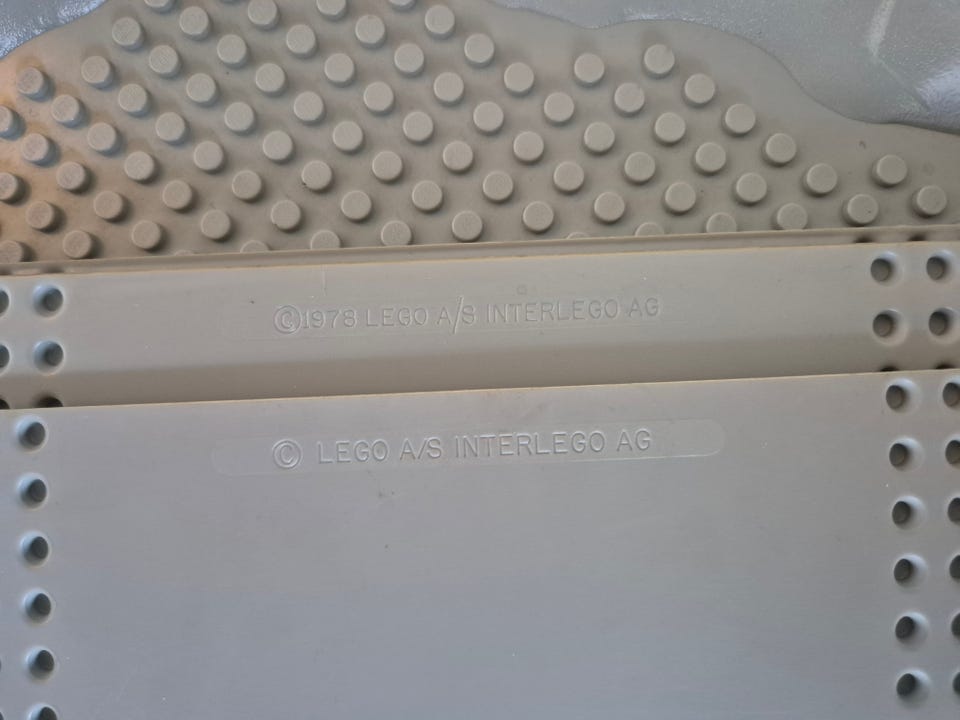 ©1978 LEGO A/S INTERLEGO AG
© LEGO A/S INTERLEGO AG